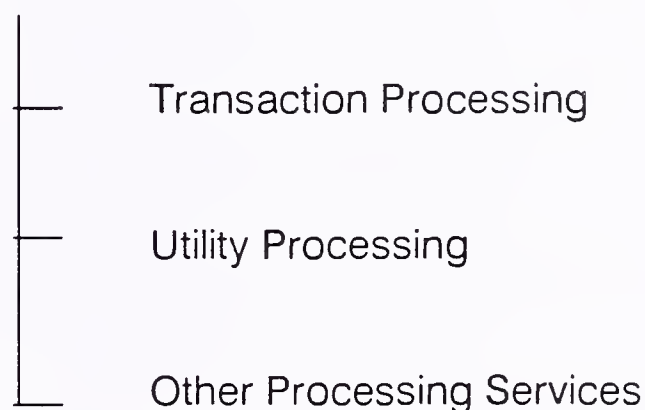 Transaction Processing
Utility Processing
Other Processing Services